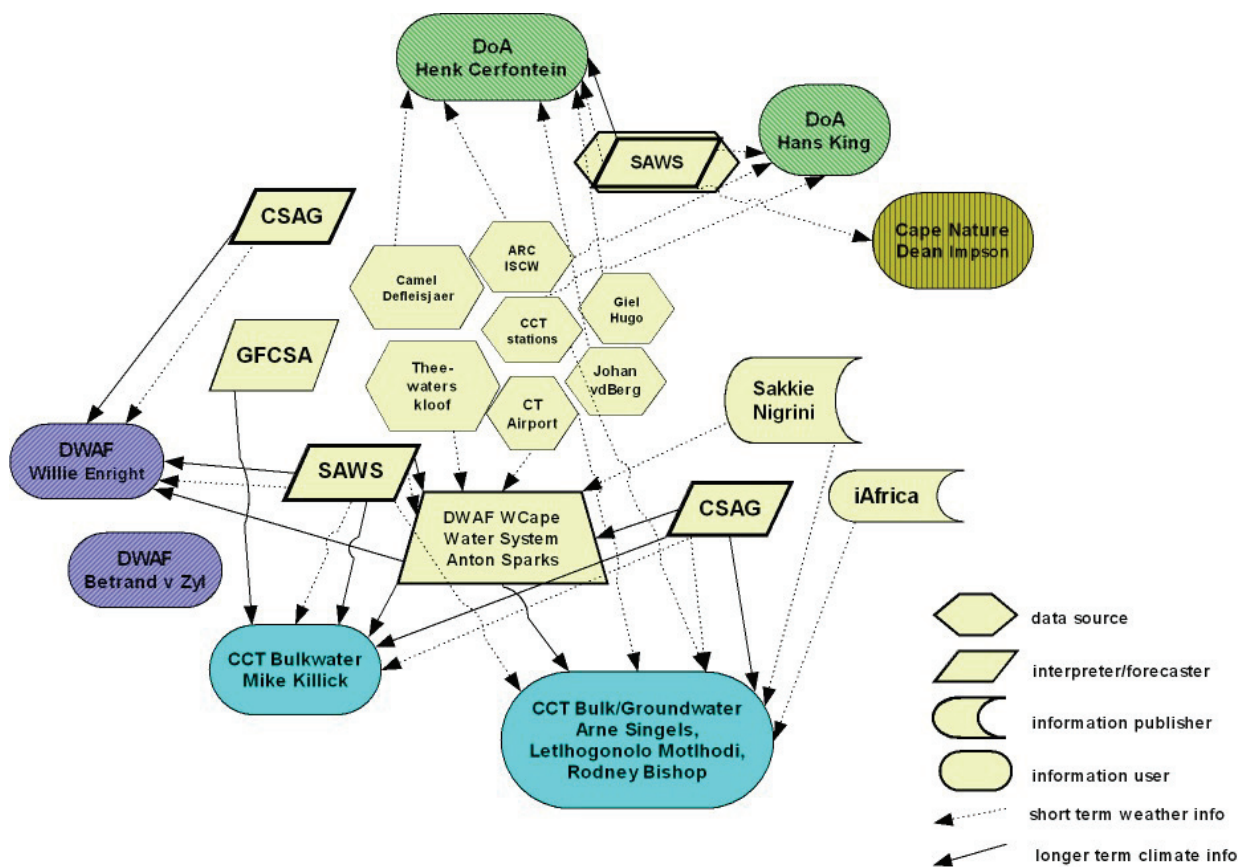 DoA
Henk Cerfontein
DoA
Hans King
SAWS
CSAG
Cape Nature
Dean Impson
ARC
ISCW
Camel
Defleisjaer
Giel
Hugo
CCT
stations
GFCSA
Thee-
waters
kloof
Johan
vdBerg
CT
Airport
Sakkie
Nigrini
DWAF
Willie Enright
SAWS
iAfrica
CSAG
DWAF WCape
Water System
Anton Sparks
DWAF
Betrand v Zyl
CCT Bulkwater
Mike Killick
CCT Bulk/Groundwater
Arne Singels,
Letlhogonolo Motlhodi,
Rodney Bishop
data source
interpreter/forecaster
information publisher
information user
short term weather info
longer term climate info